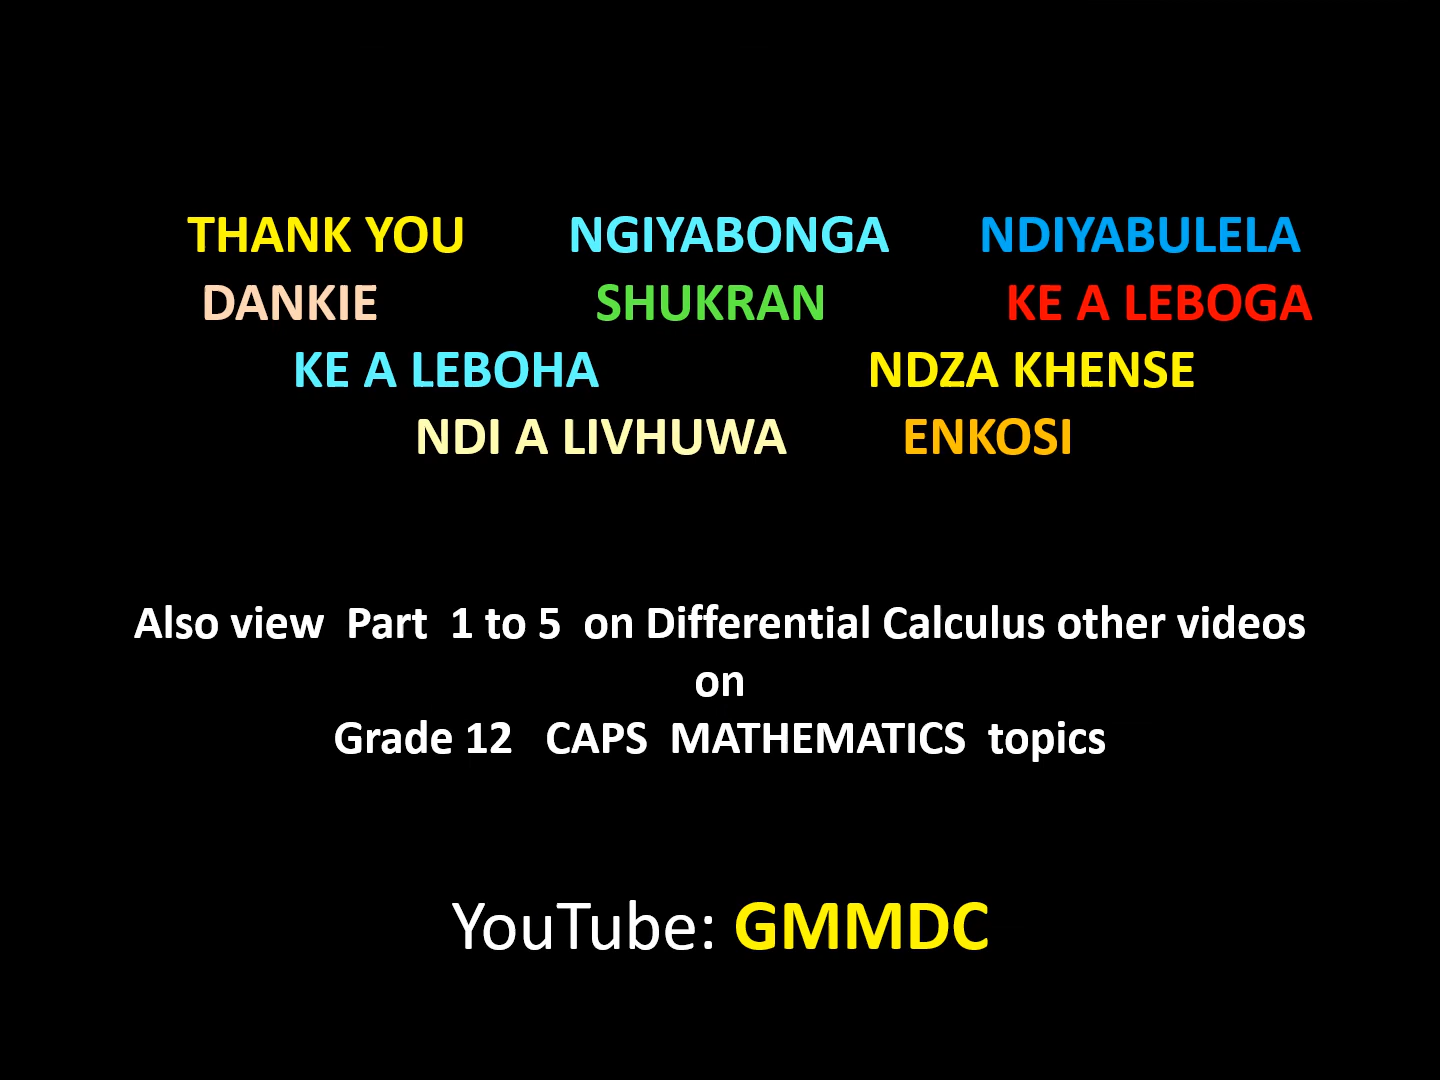 THANK YOU NGIYABONGA NDIYABULELA
DANKIE SHUKRAN KE A LEBOGA
KE A LEBOHA NDZA KHENSE
NDI A LIVHUWA ENKOSI
Also view Part 1 to 5 on Differential Calculus other videos
on
Grade 12 CAPS MATHEMATICS topics
YouTube: GMMDC